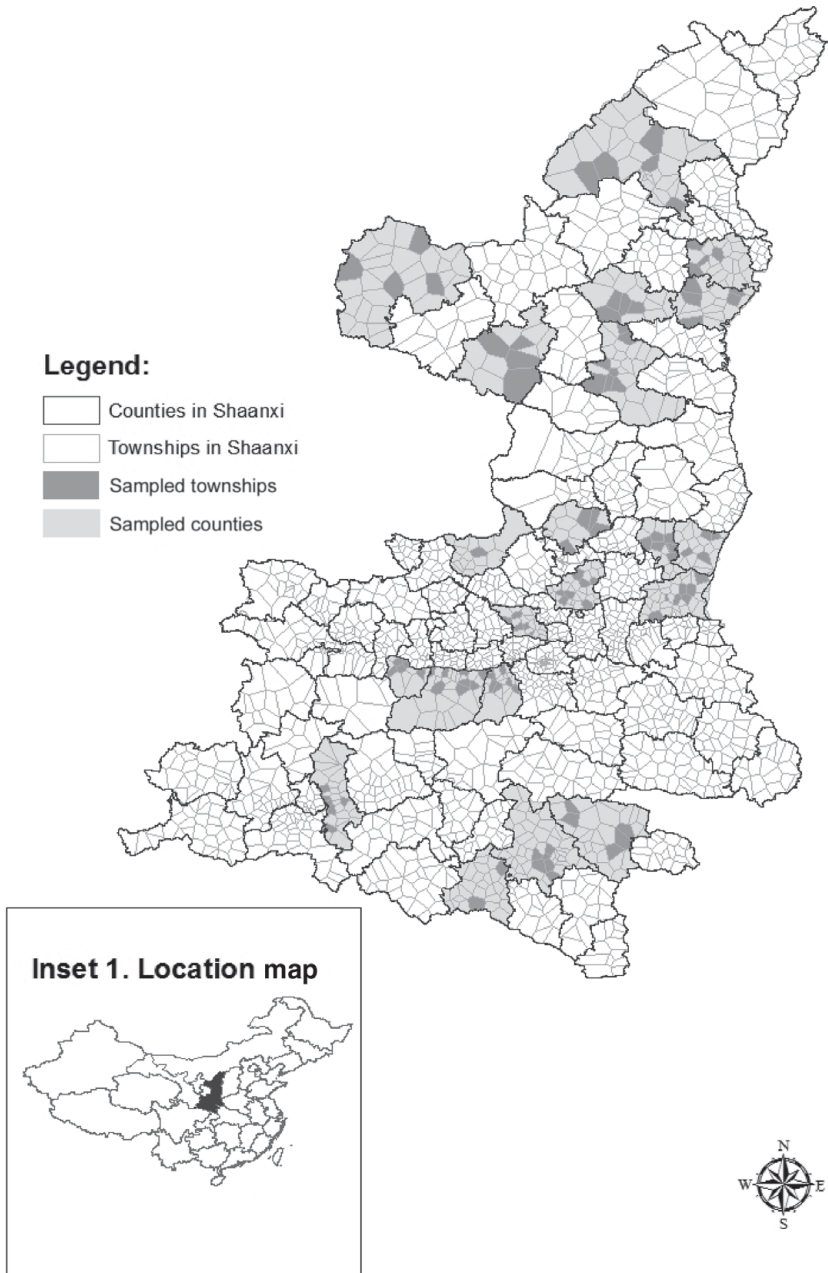 Legend:
Counties in Shaanxi
Townships in Shaanxi
Sampled townships
Sampled counties
Inset 1. Location map
N
W E
S